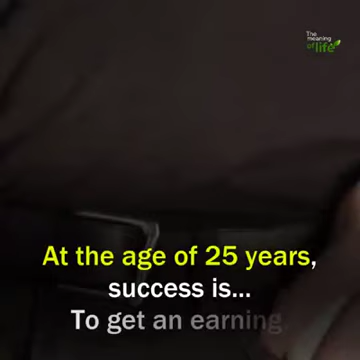 The
meaning
of life
At the age of 25 years,
success is...
To get an earning